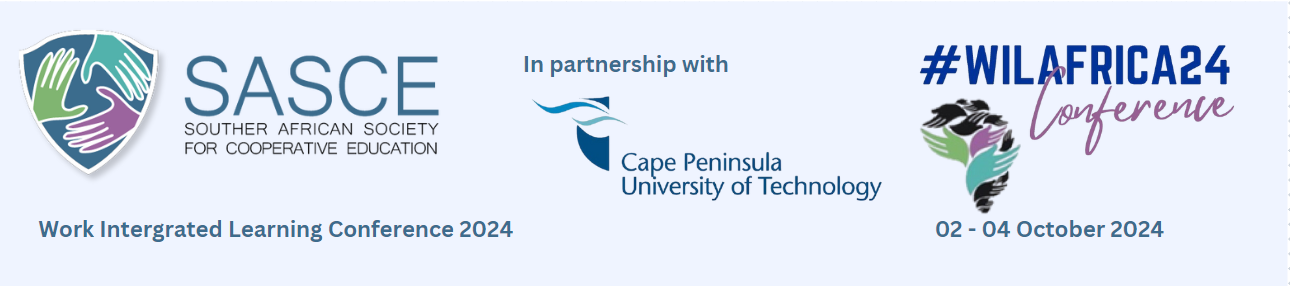 SASCE
SOUTHER AFRICAN SOCIETY
FOR COOPERATIVE EDUCATION
In partnership with
Cape Peninsula
University of Technology
#WILAFRICA24
Conference
Work Intergrated Learning Conference 2024
02 - 04 October 2024